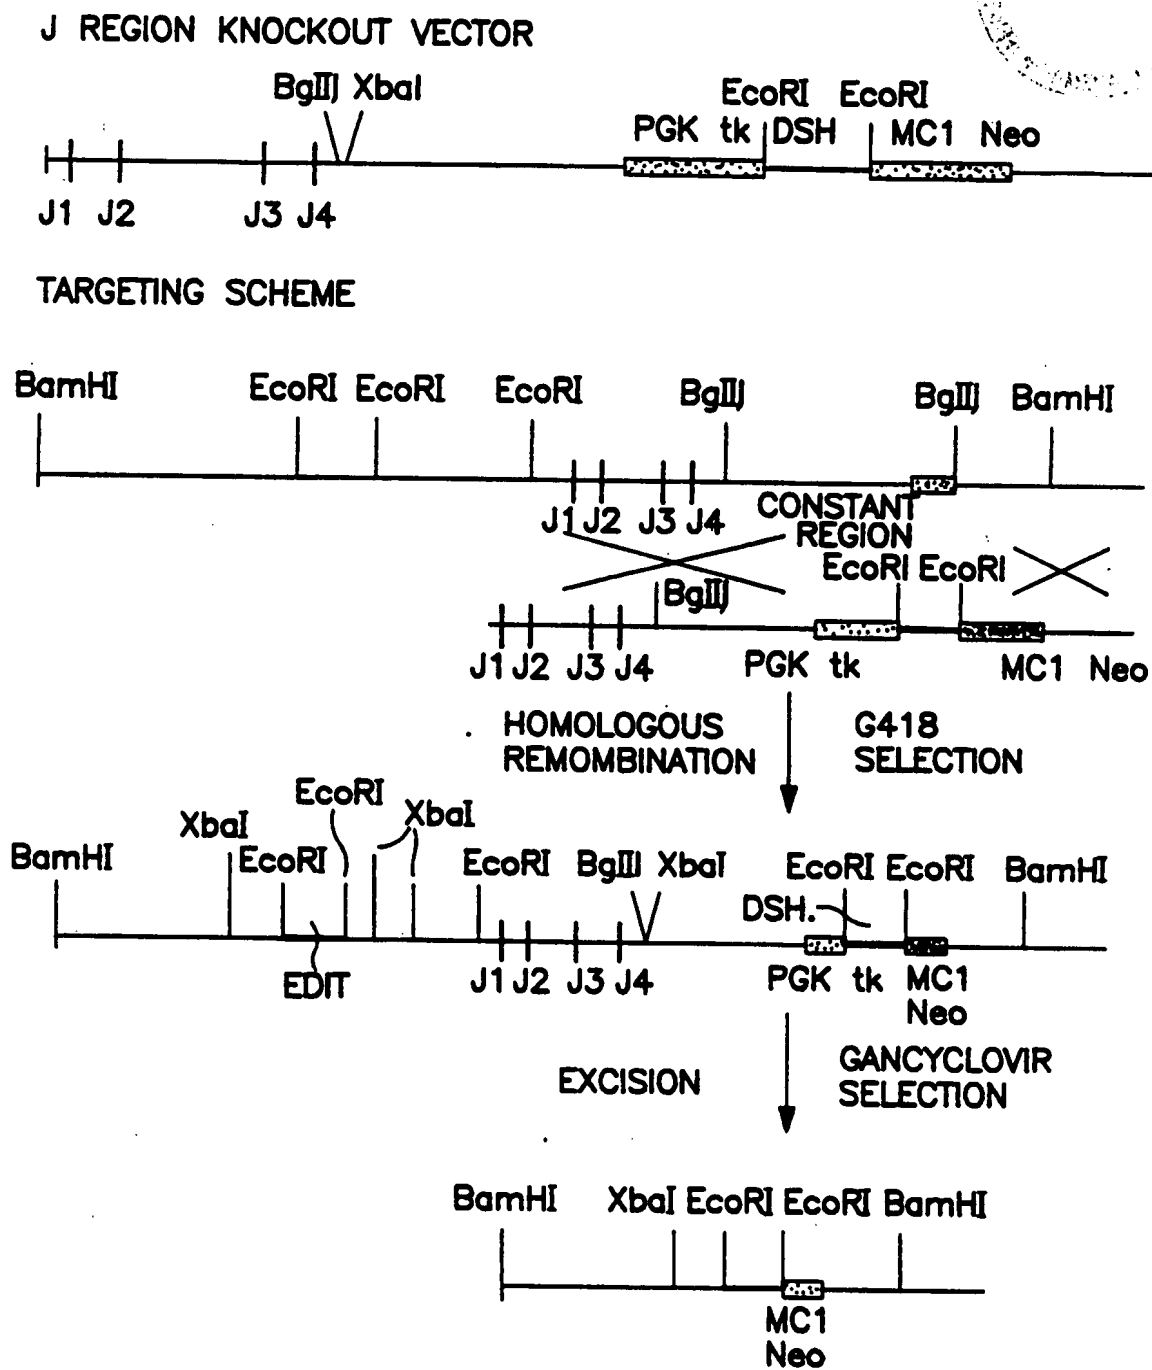 J REGION KNOCKOUT VECTOR
BglII XbaI
EcoRI EcoRI
PGK tk DSH MC1 Neo
J1 J2 J3 J4
TARGETING SCHEME
BamHI EcoRI EcoRI EcoRI BglII BglII BamHI
J1 J2 J3 J4
CONSTANT
REGION
EcoRI EcoRI
BglII
J1 J2 J3 J4 PGK tk MC1 Neo
HOMOLOGOUS
REMOMBINATION
G418
SELECTION
EcoRI
XbaI XbaI
BamHI EcoRI EcoRI BglII XbaI EcoRI EcoRI BamHI
DSH.
EDIT J1 J2 J3 J4 PGK tk MC1
Neo
EXCISION
GANCYCLOVIR
SELECTION
BamHI XbaI EcoRI EcoRI BamHI
MC1
Neo